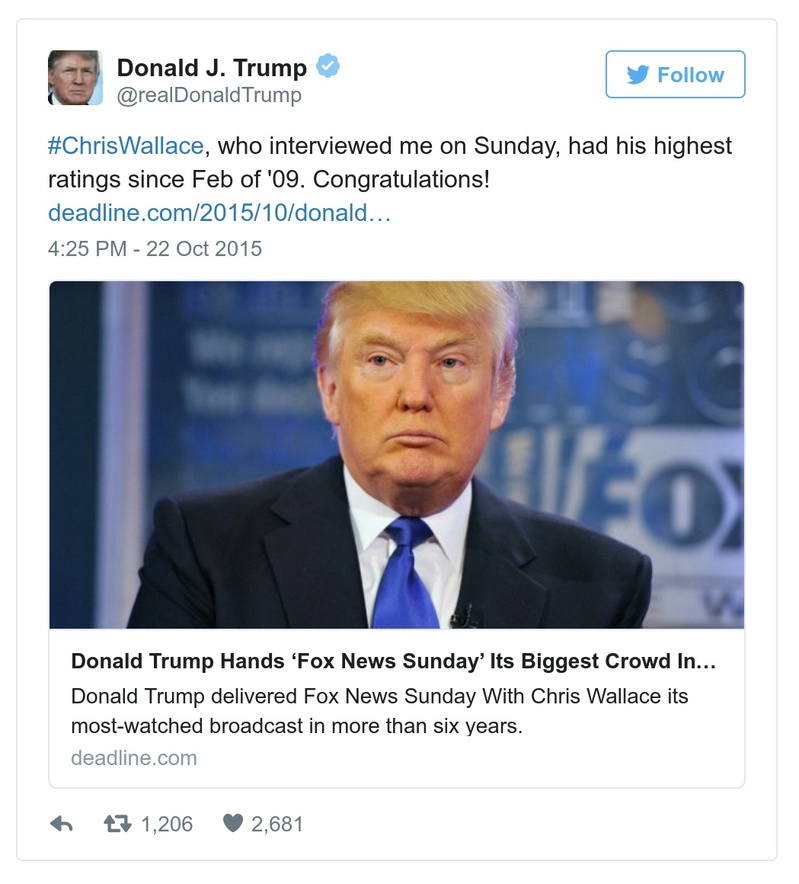 Donald J. Trump
@realDonaldTrump
Follow
#ChrisWallace, who interviewed me on Sunday, had his highest
ratings since Feb of '09. Congratulations!
deadline.com/2015/10/donald…
4:25 PM - 22 Oct 2015
We
You
S
FOX
W
Donald Trump Hands ‘Fox News Sunday’ Its Biggest Crowd In…
Donald Trump delivered Fox News Sunday With Chris Wallace its
most-watched broadcast in more than six years.
deadline.com
1,206 2,681